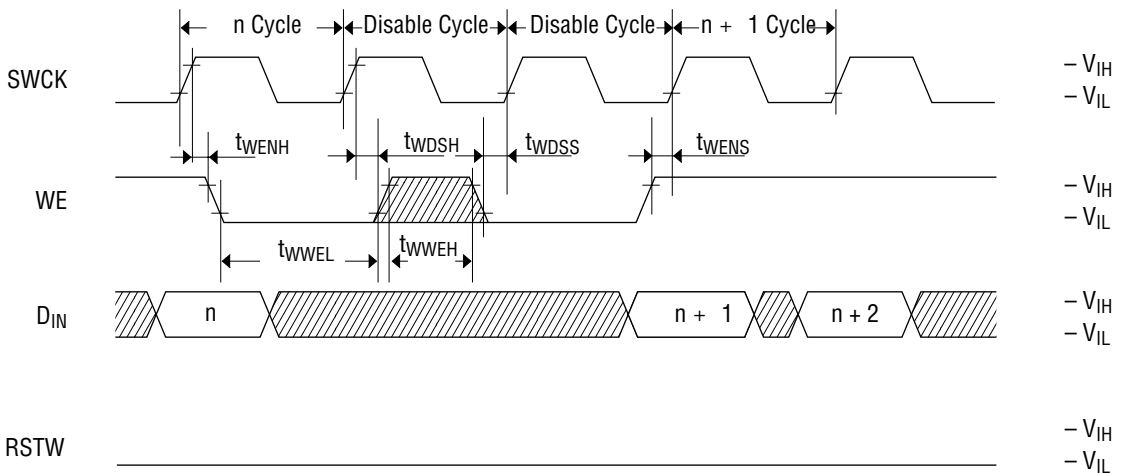 n Cycle Disable Cycle Disable Cycle n + 1 Cycle
SWCK
– VIH
– VIL
tWENH tWDSH tWDSS tWENS
WE
– VIH
– VIL
tWWEL tWWEH
DIN
n n + 1 n + 2
– VIH
– VIL
RSTW
– VIH
– VIL